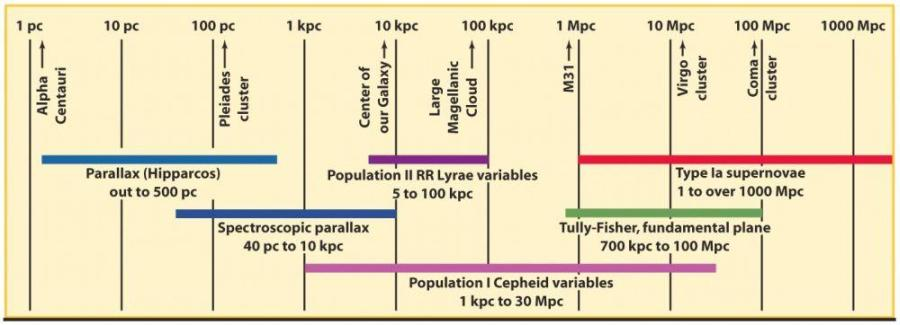 1 pc 10 pc 100 pc 1 kpc 10 kpc 100 kpc 1 Mpc 10 Mpc 100 Mpc 1000 Mpc
Alpha
Centauri
Pleiades
cluster
Center of
our Galaxy
Large
Magellanic
Cloud
M31
Virgo
cluster
Coma
cluster
Parallax (Hipparcos)
out to 500 pc
Population II RR Lyrae variables
5 to 100 kpc
Type Ia supernovae
1 to over 1000 Mpc
Spectroscopic parallax
40 pc to 10 kpc
Tully-Fisher, fundamental plane
700 kpc to 100 Mpc
Population I Cepheid variables
1 kpc to 30 Mpc